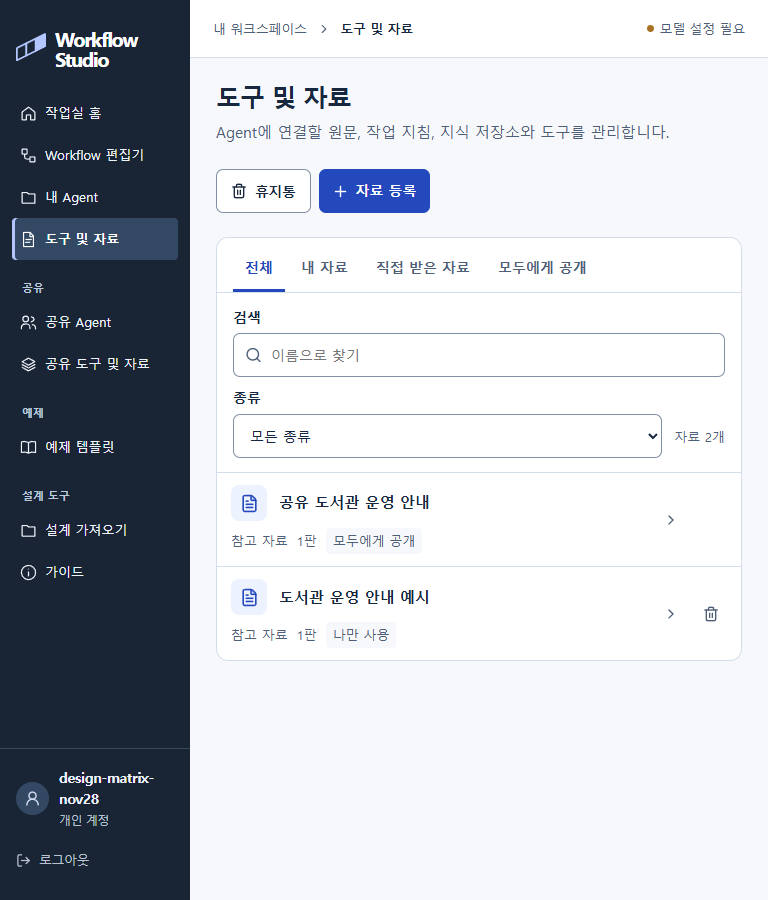 Workflow
Studio
작업실 홈
Workflow 편집기
내 Agent
도구 및 자료
공유
공유 Agent
공유 도구 및 자료
예제
예제 템플릿
설계 도구
설계 가져오기
가이드
design-matrix-
nov28
개인 계정
로그아웃
내 워크스페이스 > 도구 및 자료
모델 설정 필요
도구 및 자료
Agent에 연결할 원문, 작업 지침, 지식 저장소와 도구를 관리합니다.
휴지통
자료 등록
전체 내 자료 직접 받은 자료 모두에게 공개
검색
이름으로 찾기
종류
모든 종류
자료 2개
공유 도서관 운영 안내
참고 자료 1판 모두에게 공개
도서관 운영 안내 예시
참고 자료 1판 나만 사용